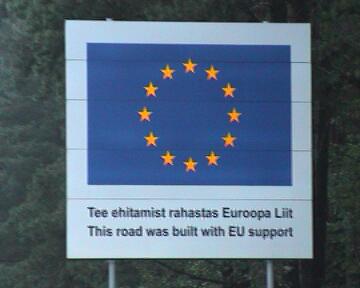 Tee ehitamist rahastas Euroopa Liit
This road was built with EU support